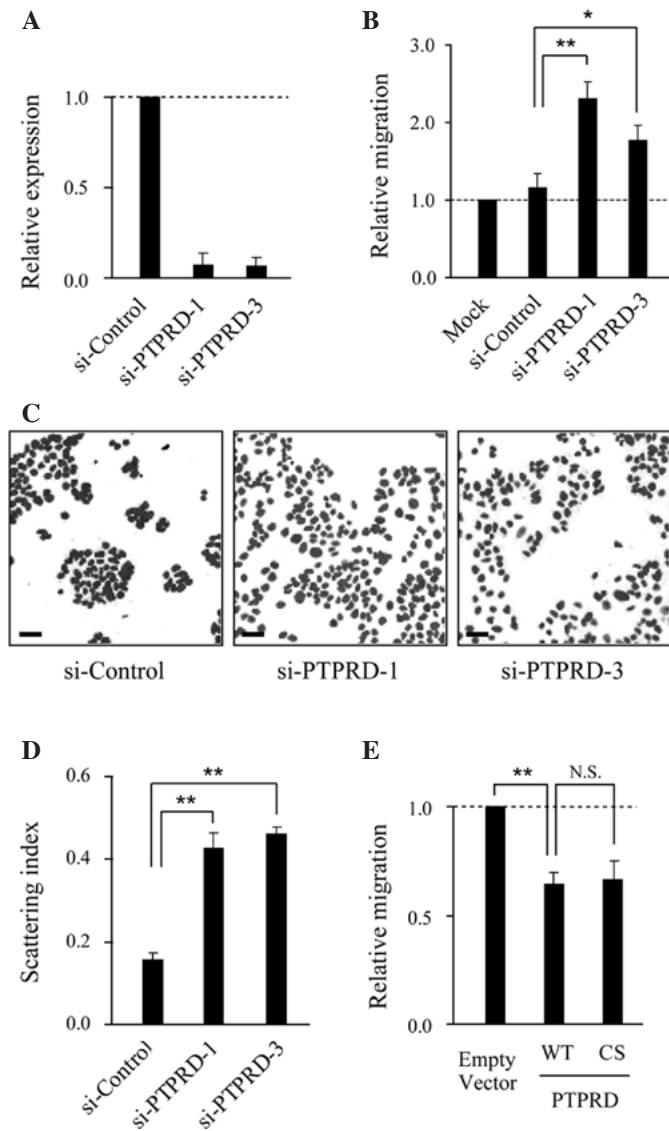 A
Relative expression
1.0
0.5
0.0
si-Control
si-PTPRD-1
si-PTPRD-3
B
Relative migration
3.0
2.0
1.0
0.0
*
**
Mock
si-Control
si-PTPRD-1
si-PTPRD-3
C
si-Control
si-PTPRD-1
si-PTPRD-3
D
Scattering index
0.6
0.4
0.2
0.0
**
**
si-Control
si-PTPRD-1
si-PTPRD-3
E
Relative migration
1.0
0.5
0.0
**
N.S.
Empty
Vector
WT CS
PTPRD